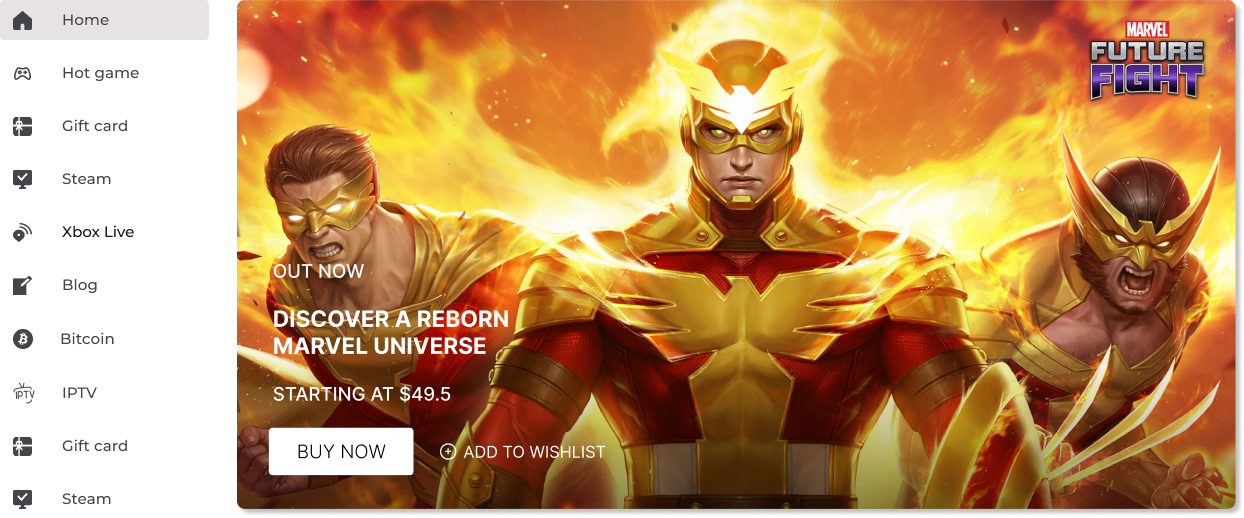 Home
Hot game
Gift card
Steam
Xbox Live
Blog
Bitcoin
IPTV
IPTV
Gift card
Steam
MARVEL
FUTURE
FIGHT
OUT NOW
DISCOVER A REBORN
MARVEL UNIVERSE
STARTING AT $49.5
BUY NOW
ADD TO WISHLIST